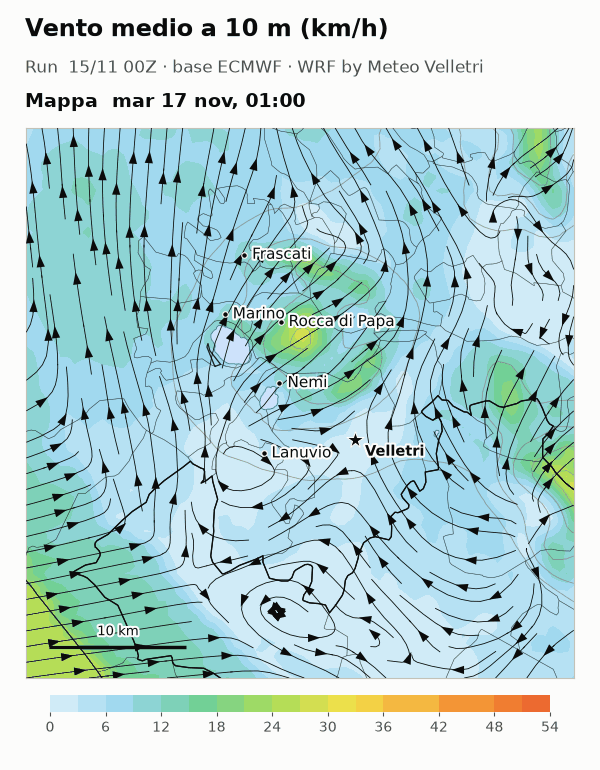 Vento medio a 10 m (km/h)
Run 15/11 00Z · base ECMWF · WRF by Meteo Velletri
Mappa mar 17 nov, 01:00
Frascati
Marino
Rocca di Papa
Nemi
Velletri
Lanuvio
10 km
0 6 12 18 24 30 36 42 48 54